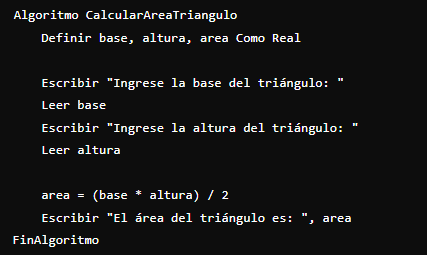 Algoritmo CalcularAreaTriangulo
    Definir base, altura, area Como Real

    Escribir "Ingrese la base del triángulo: "
    Leer base
    Escribir "Ingrese la altura del triángulo: "
    Leer altura

    area = (base * altura) / 2
    Escribir "El área del triángulo es: ", area
FinAlgoritmo